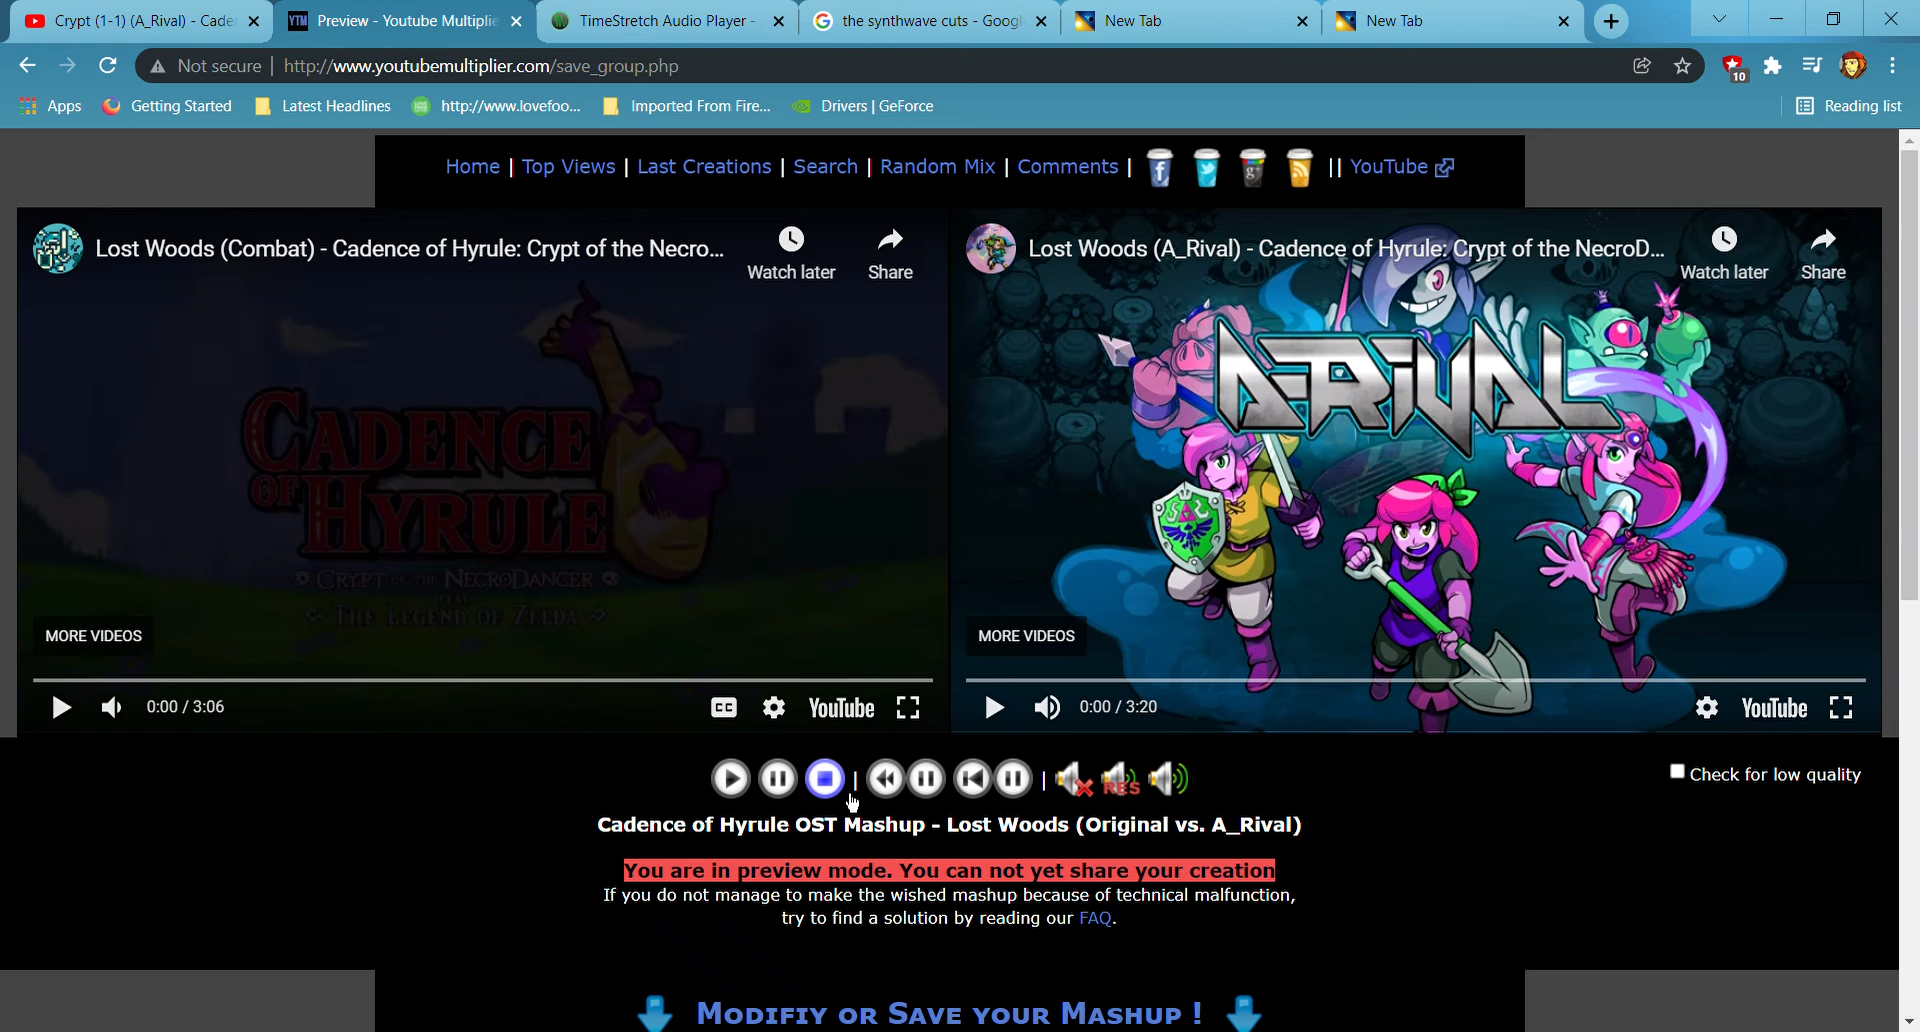 Crypt (1-1) (A_Rival) - Cade
Preview - Youtube Multiplie
TimeStretch Audio Player -
the synthwave cuts - Googl
New Tab
New Tab
Not secure | http://www.youtubemultiplier.com/save_group.php
10
Apps
Getting Started
Latest Headlines
http://www.lovefoo...
Imported From Fire...
Drivers | GeForce
Reading list
Home | Top Views | Last Creations | Search | Random Mix | Comments | || YouTube
Lost Woods (Combat) - Cadence of Hyrule: Crypt of the Necro...
Watch later
Share
CADENCE
OF HYRULE
CRYPT OF THE NECRODANCER
FEAT.
THE LEGEND OF ZELDA
MORE VIDEOS
0:00 / 3:06
CC
YouTube
Lost Woods (A_Rival) - Cadence of Hyrule: Crypt of the NecroD...
Watch later
Share
A-RIVAL
MORE VIDEOS
0:00 / 3:20
YouTube
RES
Check for low quality
Cadence of Hyrule OST Mashup - Lost Woods (Original vs. A_Rival)
You are in preview mode. You can not yet share your creation
If you do not manage to make the wished mashup because of technical malfunction,
try to find a solution by reading our FAQ.
Modifiy or Save your Mashup !